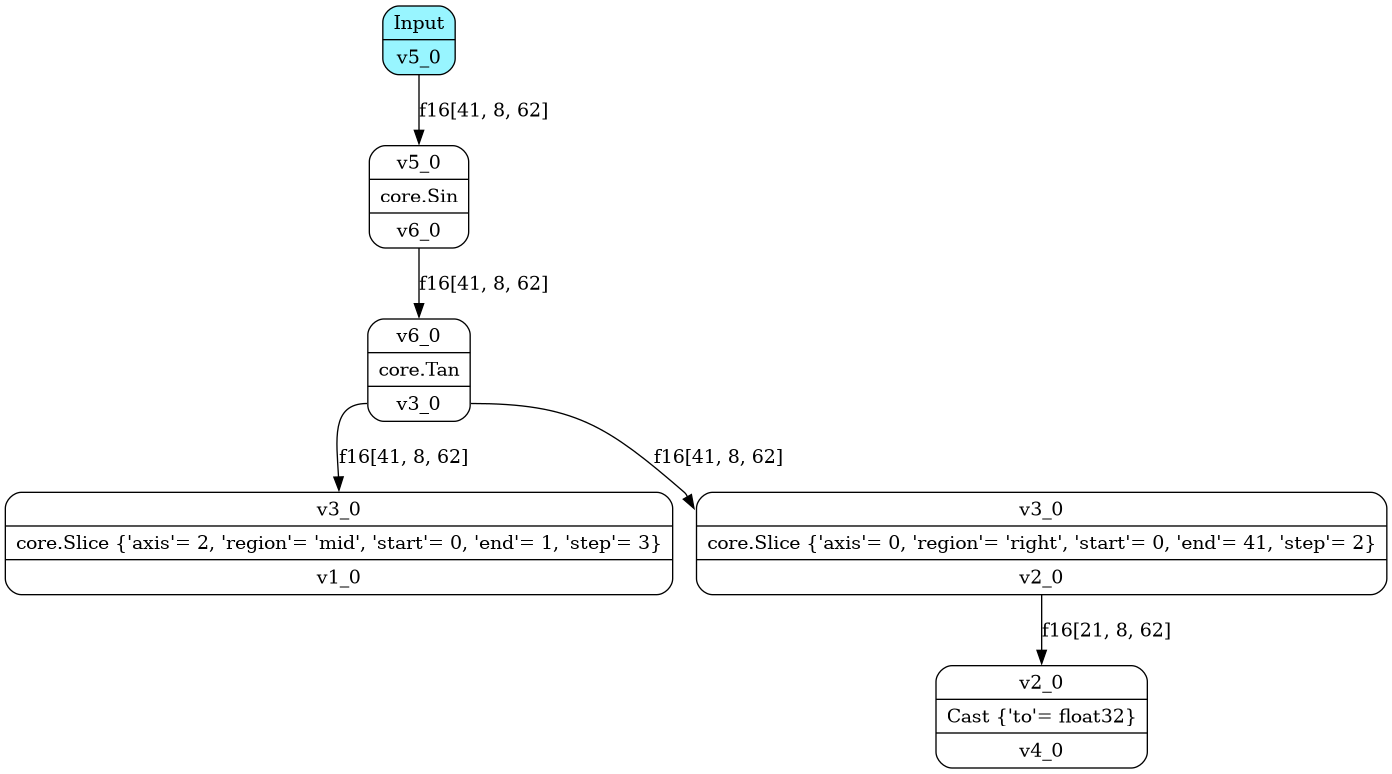 Input
v5_0
f16[41, 8, 62]
v5_0
core.Sin
v6_0
f16[41, 8, 62]
v6_0
core.Tan
v3_0
f16[41, 8, 62]
f16[41, 8, 62]
v3_0
core.Slice {'axis'= 2, 'region'= 'mid', 'start'= 0, 'end'= 1, 'step'= 3}
v1_0
v3_0
core.Slice {'axis'= 0, 'region'= 'right', 'start'= 0, 'end'= 41, 'step'= 2}
v2_0
f16[21, 8, 62]
v2_0
Cast {'to'= float32}
v4_0